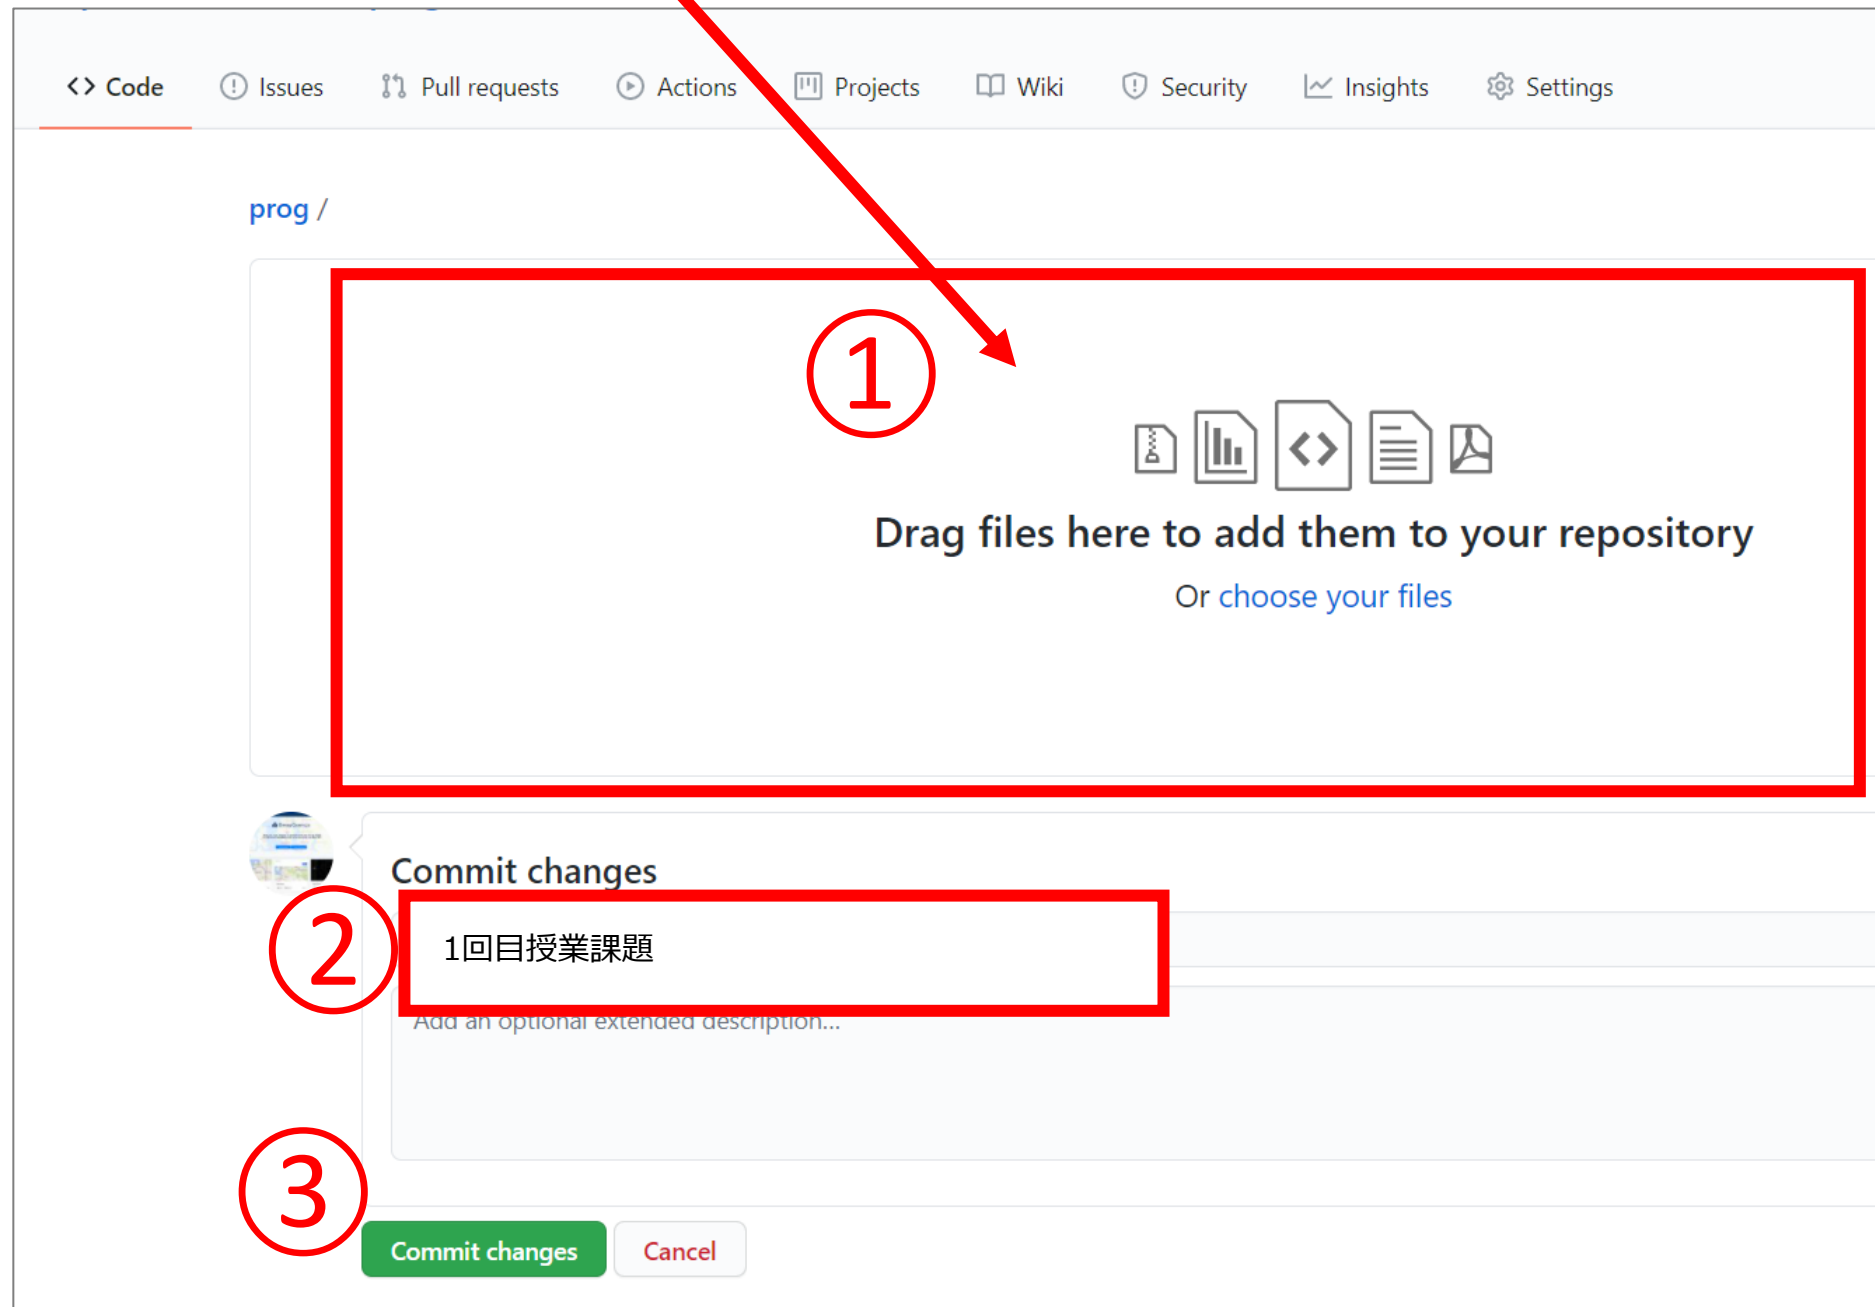 <> Code Issues Pull requests Actions Projects Wiki Security Insights Settings
prog /
①
Drag files here to add them to your repository
Or choose your files
Commit changes
②
1回目授業課題
Add an optional extended description...
③
Commit changes Cancel